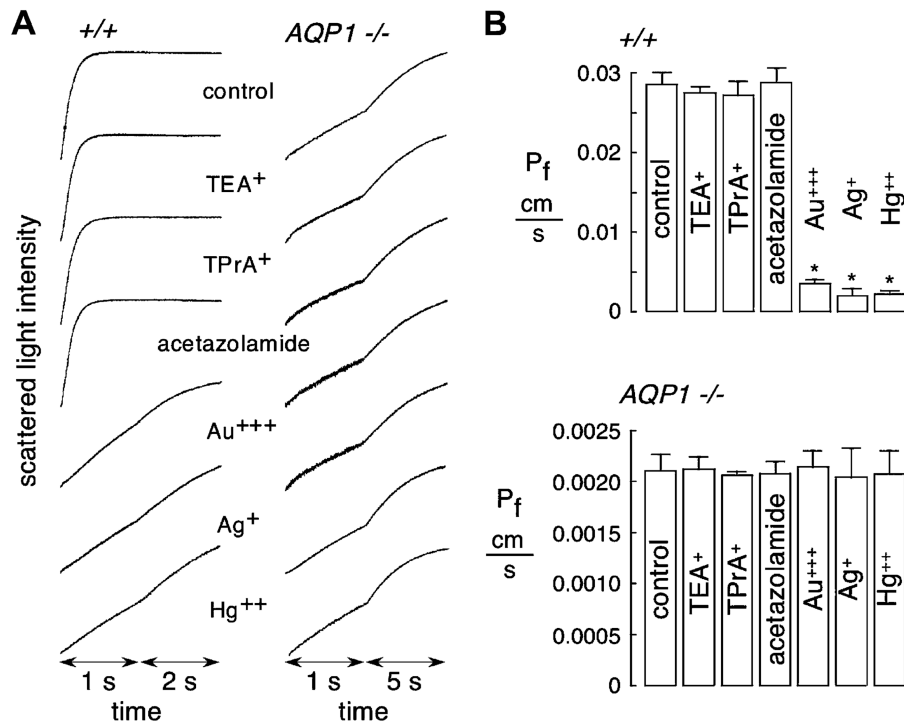 A
+/+
AQP1 -/-
scattered light intensity
control
TEA+
TPrA+
acetazolamide
Au+++
Ag+
Hg++
1 s
2 s
time
1 s
5 s
time
B
+/+
Pf
cm
s
0.03
0.02
0.01
0
control
TEA+
TPrA+
acetazolamide
Au+++
Ag+
Hg++
*
*
*
AQP1 -/-
Pf
cm
s
0.0025
0.0020
0.0015
0.0010
0.0005
0
control
TEA+
TPrA+
acetazolamide
Au+++
Ag+
Hg++